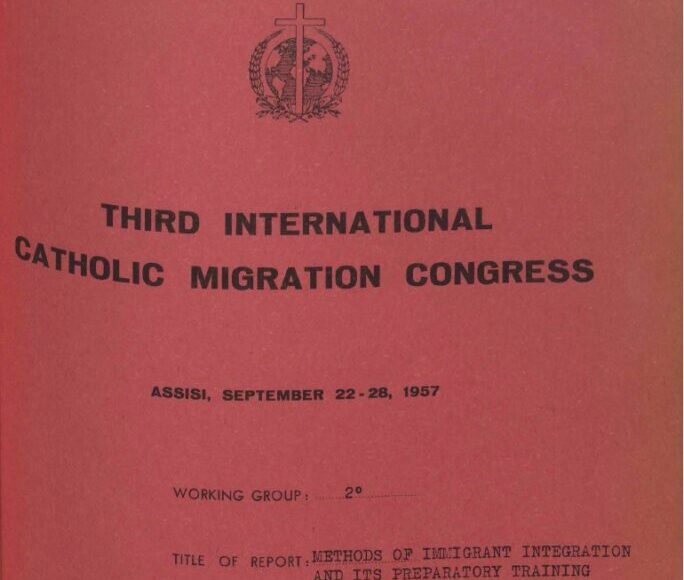 THIRD INTERNATIONAL
CATHOLIC MIGRATION CONGRESS
ASSISI, SEPTEMBER 22-28, 1957
WORKING GROUP: 2º
TITLE OF REPORT: METHODS OF IMMIGRANT INTEGRATION
AND ITS PREPARATORY TRAINING